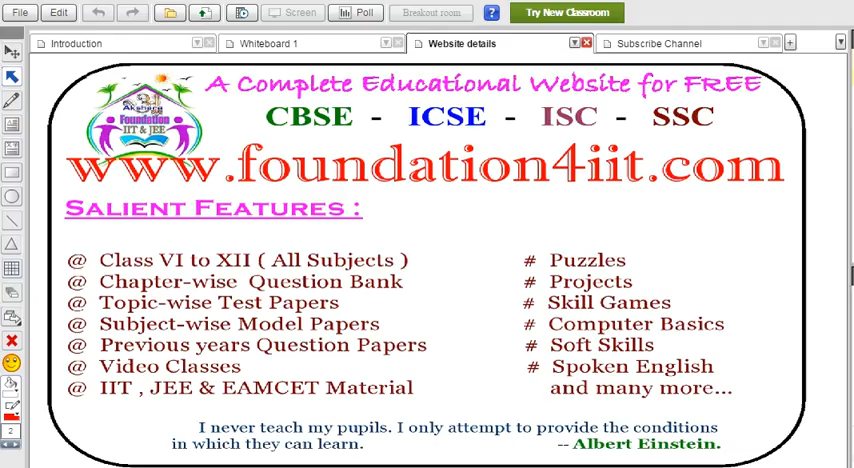 File Edit Screen Poll Breakout room ? Try New Classroom
Introduction Whiteboard 1 Website details Subscribe Channel
A Complete Educational Website for FREE
Akshara
Foundation
IIT & JEE
CBSE - ICSE - ISC - SSC
www.foundation4iit.com
SALIENT FEATURES :
@ Class VI to XII ( All Subjects )
@ Chapter-wise Question Bank
@ Topic-wise Test Papers
@ Subject-wise Model Papers
@ Previous years Question Papers
@ Video Classes
@ IIT , JEE & EAMCET Material
# Puzzles
# Projects
# Skill Games
# Computer Basics
# Soft Skills
# Spoken English
and many more...
I never teach my pupils. I only attempt to provide the conditions
in which they can learn. -- Albert Einstein.
2